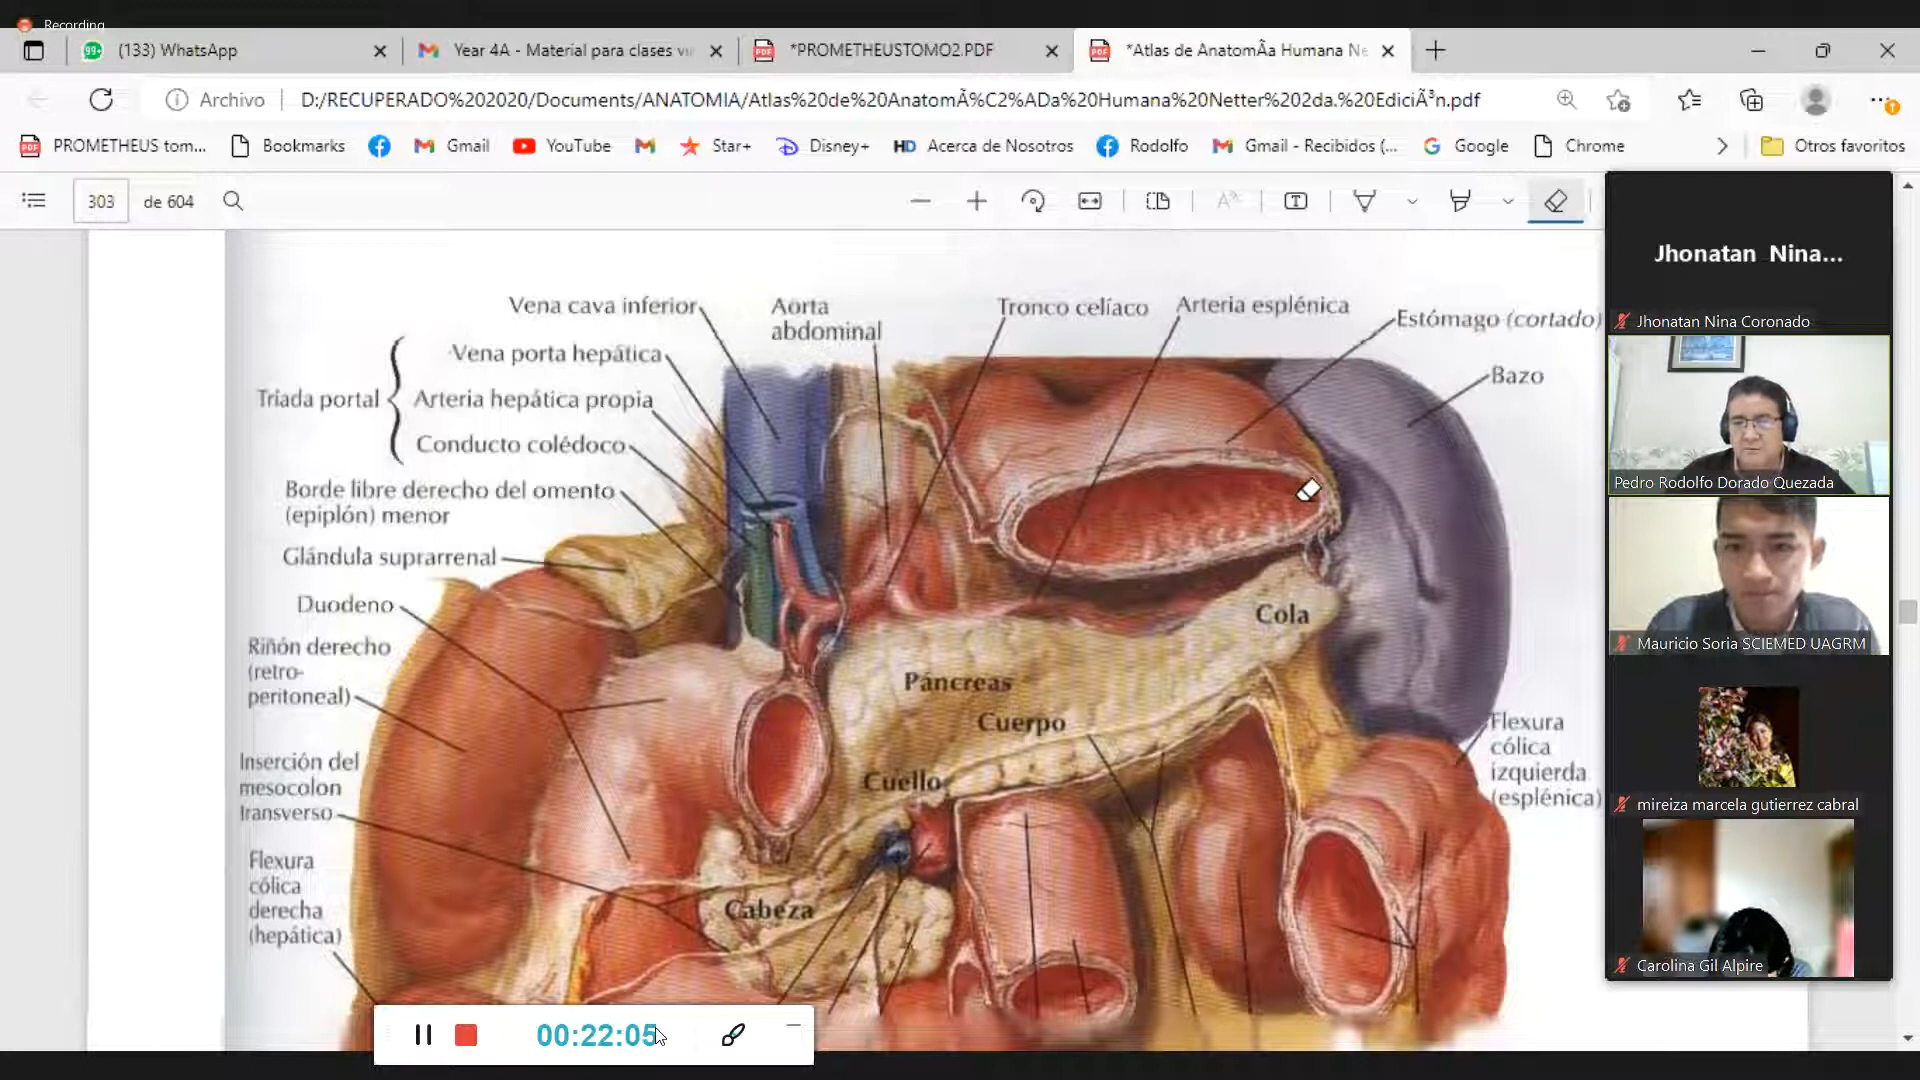 Recording
(133) WhatsApp
Year 4A - Material para clases vi
*PROMETHEUSTOMO2.PDF
*Atlas de AnatomÃa Humana Ne
Archivo
D:/RECUPERADO%202020/Documents/ANATOMIA/Atlas%20de%20AnatomÃ%C2%ADa%20Humana%20Netter%202da.%20EdiciÃ³n.pdf
PROMETHEUS tom...
Bookmarks
Gmail
YouTube
Star+
Disney+
HD
Acerca de Nosotros
Rodolfo
Gmail - Recibidos (...
Google
Chrome
Otros favoritos
303
de 604
Vena cava inferior
Aorta
abdominal
Tronco celíaco
Arteria esplénica
Estómago (cortado)
Vena porta hepática
Bazo
Tríada portal
Arteria hepática propia
Conducto colédoco
Borde libre derecho del omento
(epiplón) menor
Glándula suprarrenal
Duodeno
Cola
Riñón derecho
(retro-
peritoneal)
Páncreas
Cuerpo
Flexura
cólica
izquierda
(esplénica)
Inserción del
mesocolon
transverso
Cuello
Flexura
cólica
derecha
(hepática)
Cabeza
Jhonatan Nina...
Jhonatan Nina Coronado
Pedro Rodolfo Dorado Quezada
Mauricio Soria SCIEMED UAGRM
mireiza marcela gutierrez cabral
Carolina Gil Alpire
00:22:05